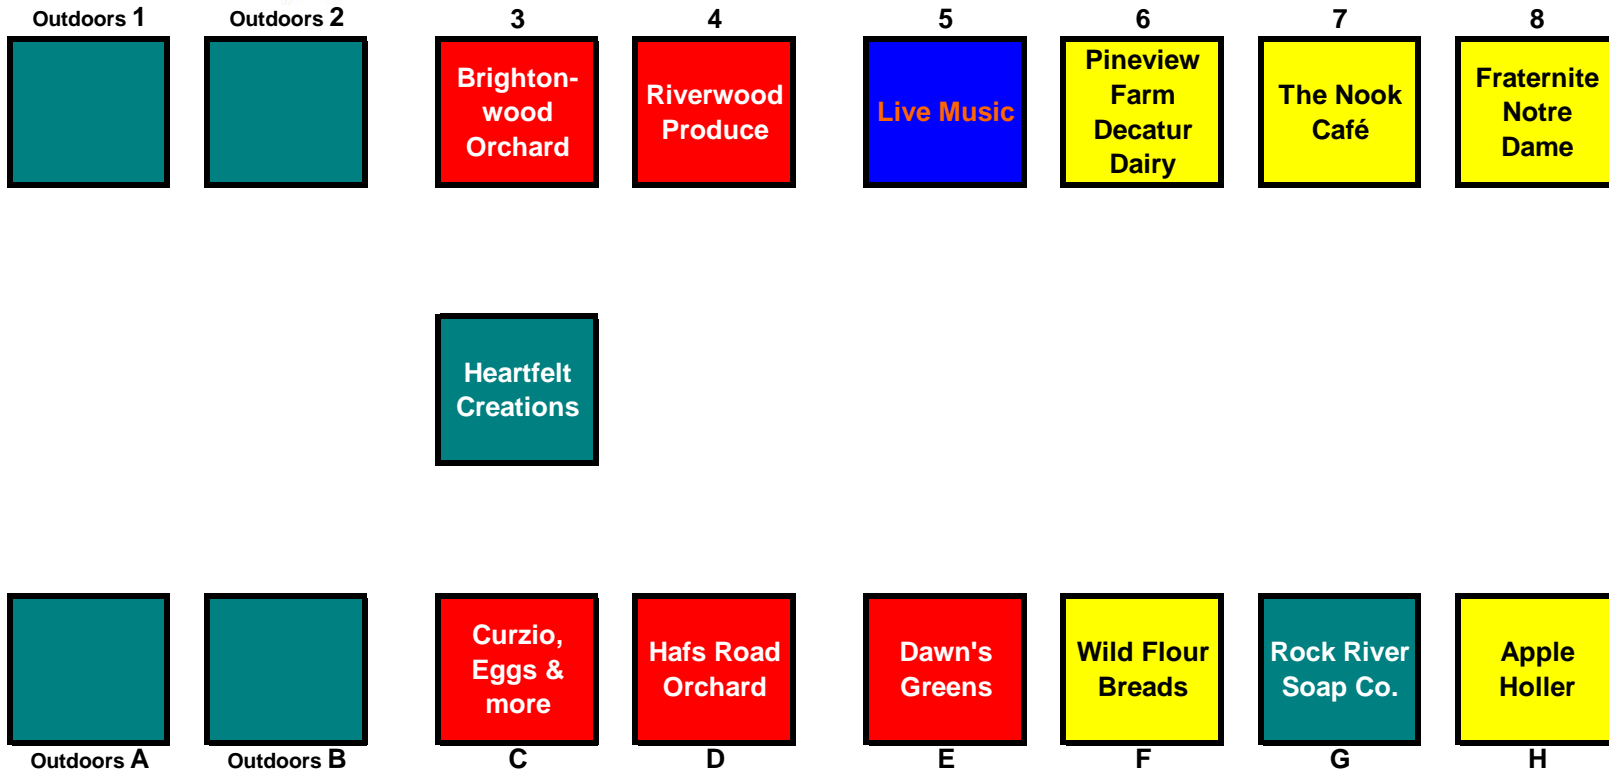 Outdoors 1
Outdoors 2
3
4
5
6
7
8
Brighton-
wood
Orchard
Riverwood
Produce
Live Music
Pineview
Farm
Decatur
Dairy
The Nook
Café
Fraternite
Notre
Dame
Heartfelt
Creations
Curzio,
Eggs &
more
Hafs Road
Orchard
Dawn's
Greens
Wild Flour
Breads
Rock River
Soap Co.
Apple
Holler
Outdoors A
Outdoors B
C
D
E
F
G
H